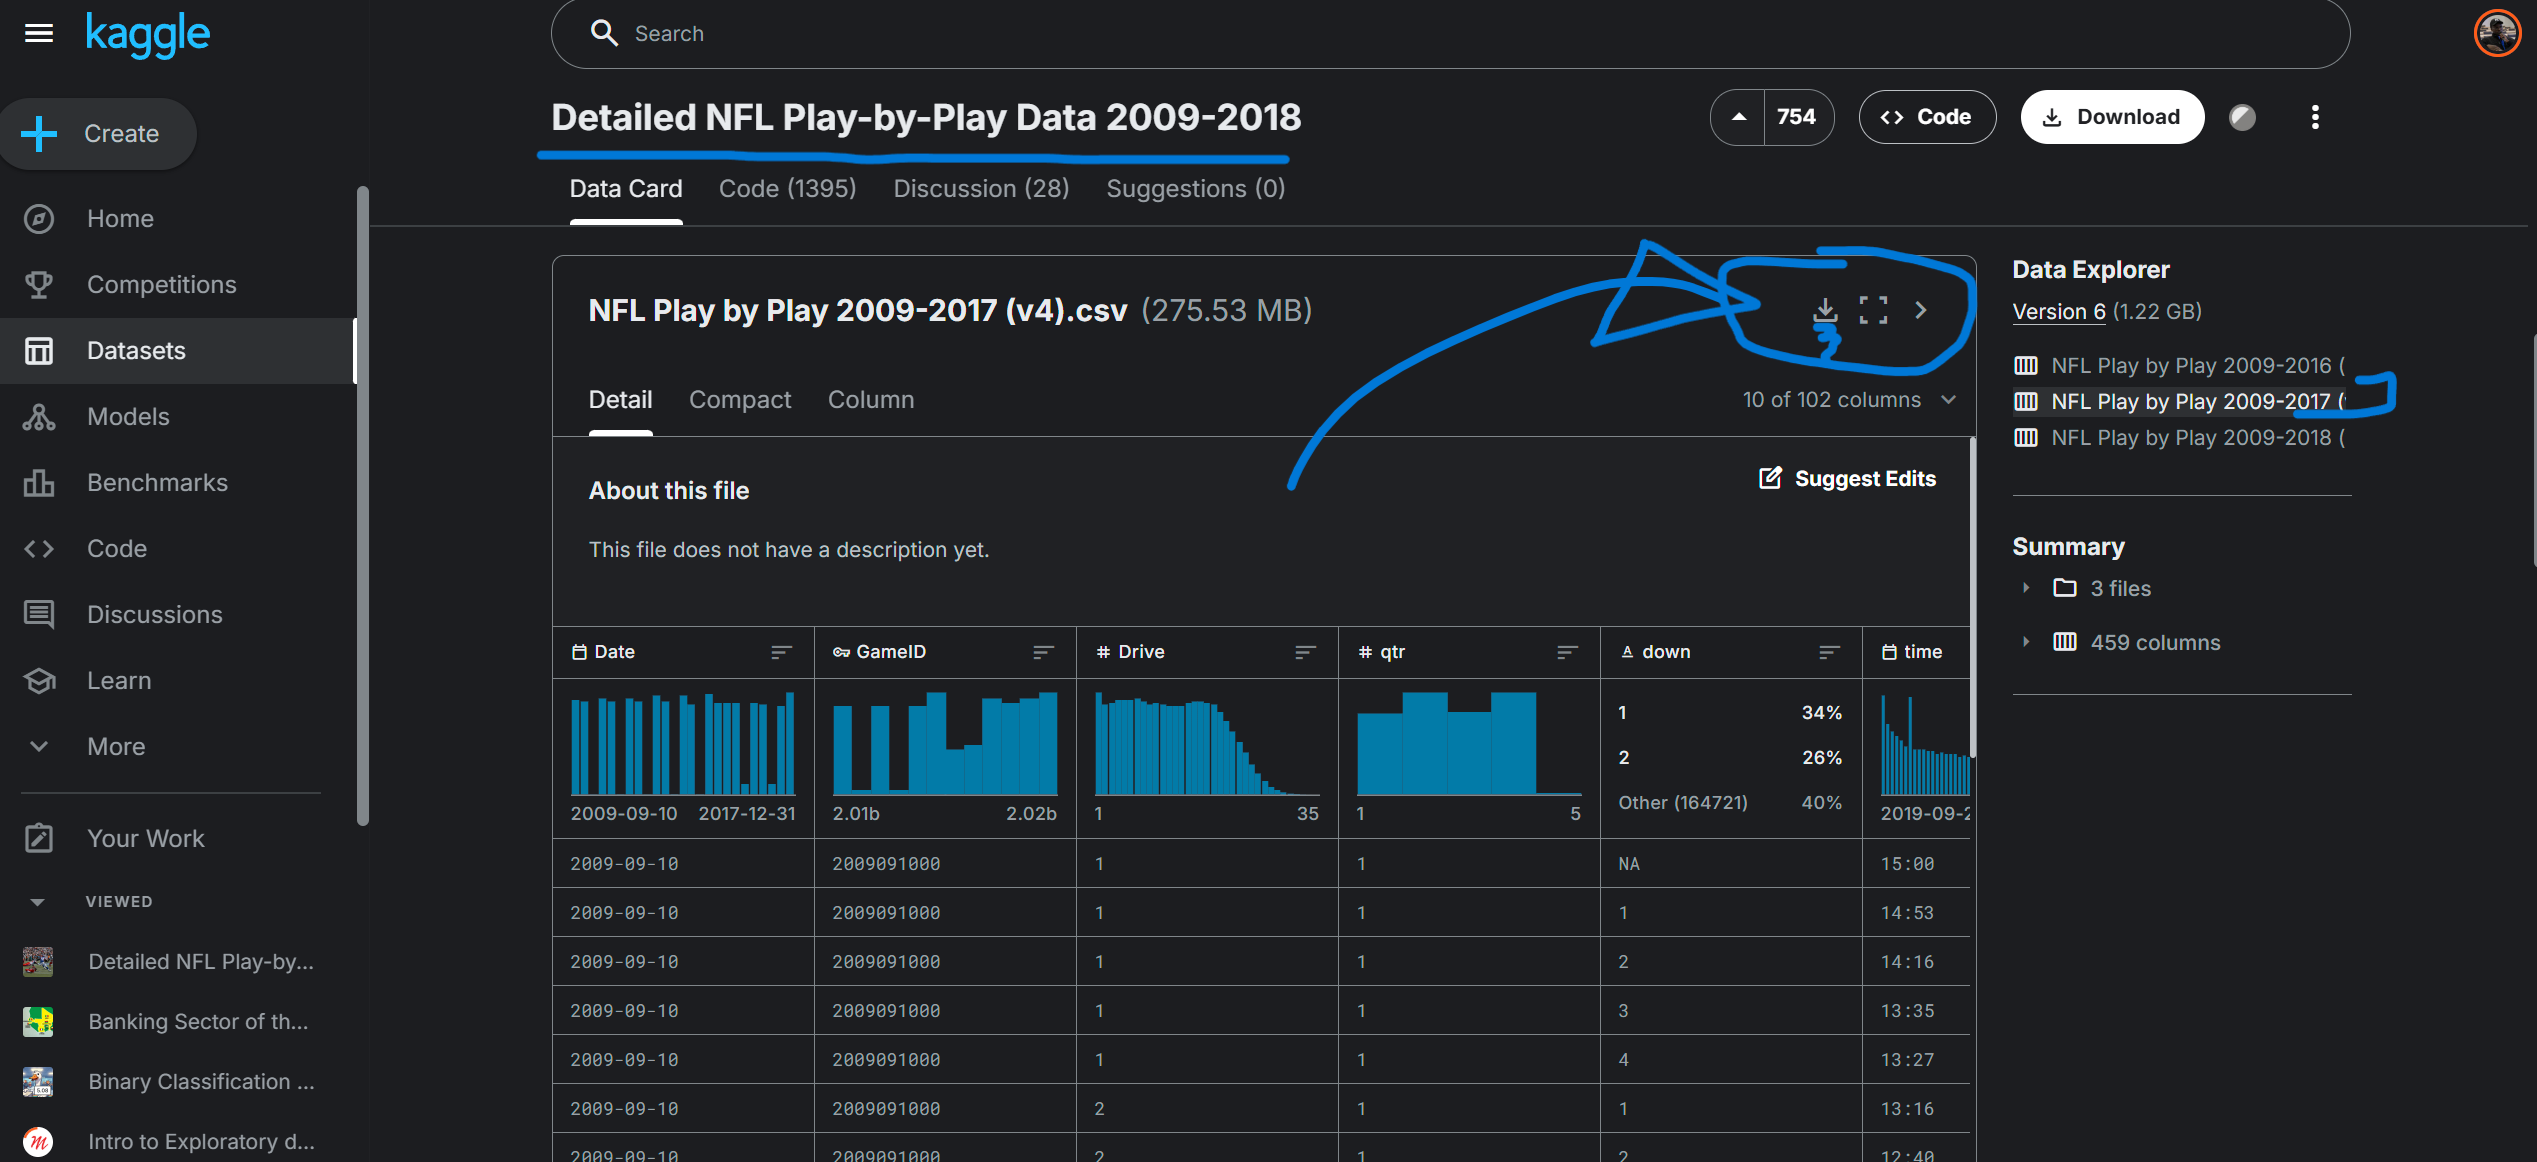 kaggle
Search
Create
Home
Competitions
Datasets
Models
Benchmarks
Code
Discussions
Learn
More
Your Work
VIEWED
Detailed NFL Play-by...
Banking Sector of th...
Binary Classification ...
Intro to Exploratory d...
Detailed NFL Play-by-Play Data 2009-2018
754
Code
Download
Data Card Code (1395) Discussion (28) Suggestions (0)
NFL Play by Play 2009-2017 (v4).csv (275.53 MB)
Detail Compact Column
10 of 102 columns
About this file
Suggest Edits
This file does not have a description yet.
Date GameID # Drive # qtr down time
1 34%
2 26%
Other (164721) 40%
2009-09-10 2017-12-31 2.01b 2.02b 1 35 1 5 2019-09-2
2009-09-10 2009091000 1 1 NA 15:00
2009-09-10 2009091000 1 1 1 14:53
2009-09-10 2009091000 1 1 2 14:16
2009-09-10 2009091000 1 1 3 13:35
2009-09-10 2009091000 1 1 4 13:27
2009-09-10 2009091000 2 1 1 13:16
2009-09-10 2009091000 2 1 2 12:40
Data Explorer
Version 6 (1.22 GB)
NFL Play by Play 2009-2016 (
NFL Play by Play 2009-2017 (
NFL Play by Play 2009-2018 (
Summary
3 files
459 columns